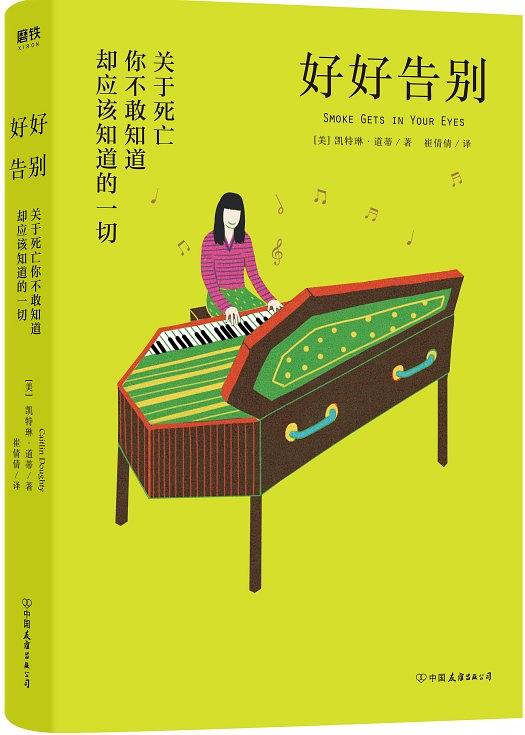 磨铁
XIRON
好好
告别
关于死亡你不敢知道
却应该知道的一切
[美] 凯特琳·道蒂/著
Caitlin Doughty
崔倩倩/译
中国友谊出版公司
关于死亡
你不敢知道
却应该知道的一切
好好告别
SMOKE GETS IN YOUR EYES
[美] 凯特琳·道蒂/著 崔倩倩/译
中国友谊出版公司